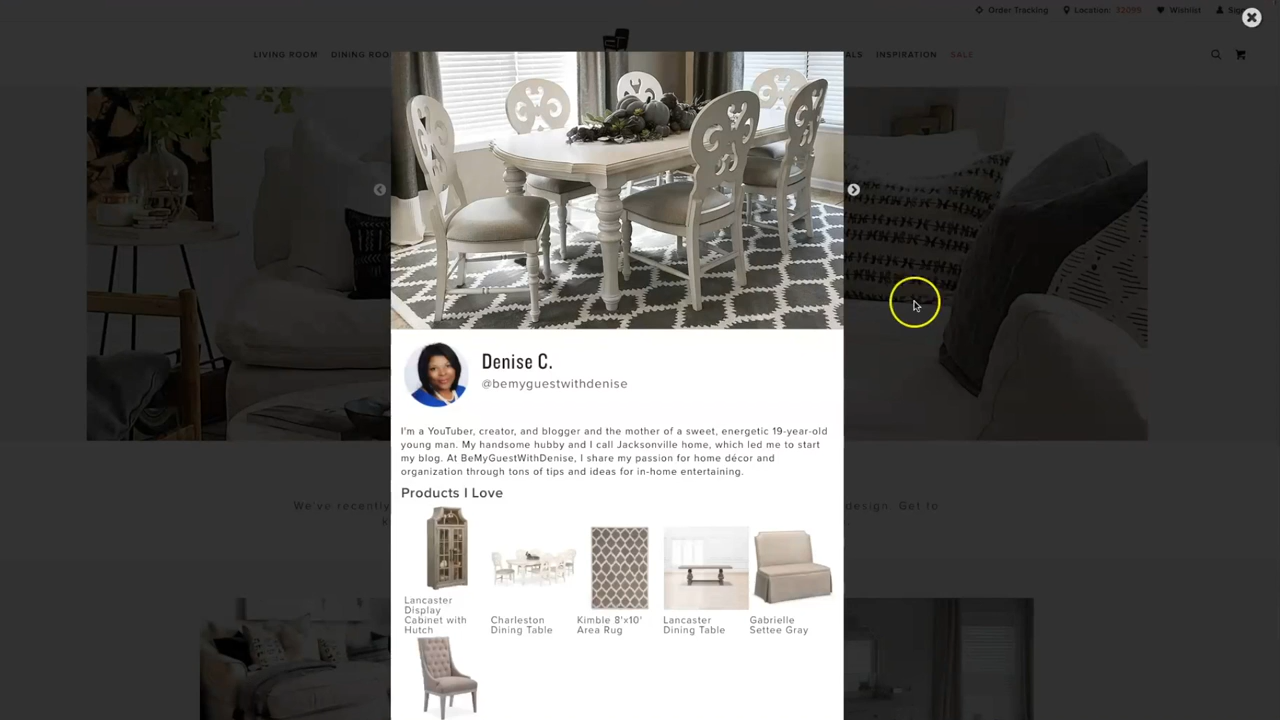 Order Tracking
Location: 32099
Wishlist
LIVING ROOM
INSPIRATION
SALE
Denise C.
@bemyguestwithdenise
I'm a YouTuber, creator, and blogger and the mother of a sweet, energetic 19-year-old
young man. My handsome hubby and I call Jacksonville home, which led me to start
my blog. At BeMyGuestWithDenise, I share my passion for home décor and
organization through tons of tips and ideas for in-home entertaining.
We've recently
design. Get to
Products I Love
Lancaster
Display
Cabinet with
Hutch
Charleston
Dining Table
Kimble 8'x10'
Area Rug
Lancaster
Dining Table
Gabrielle
Settee Gray